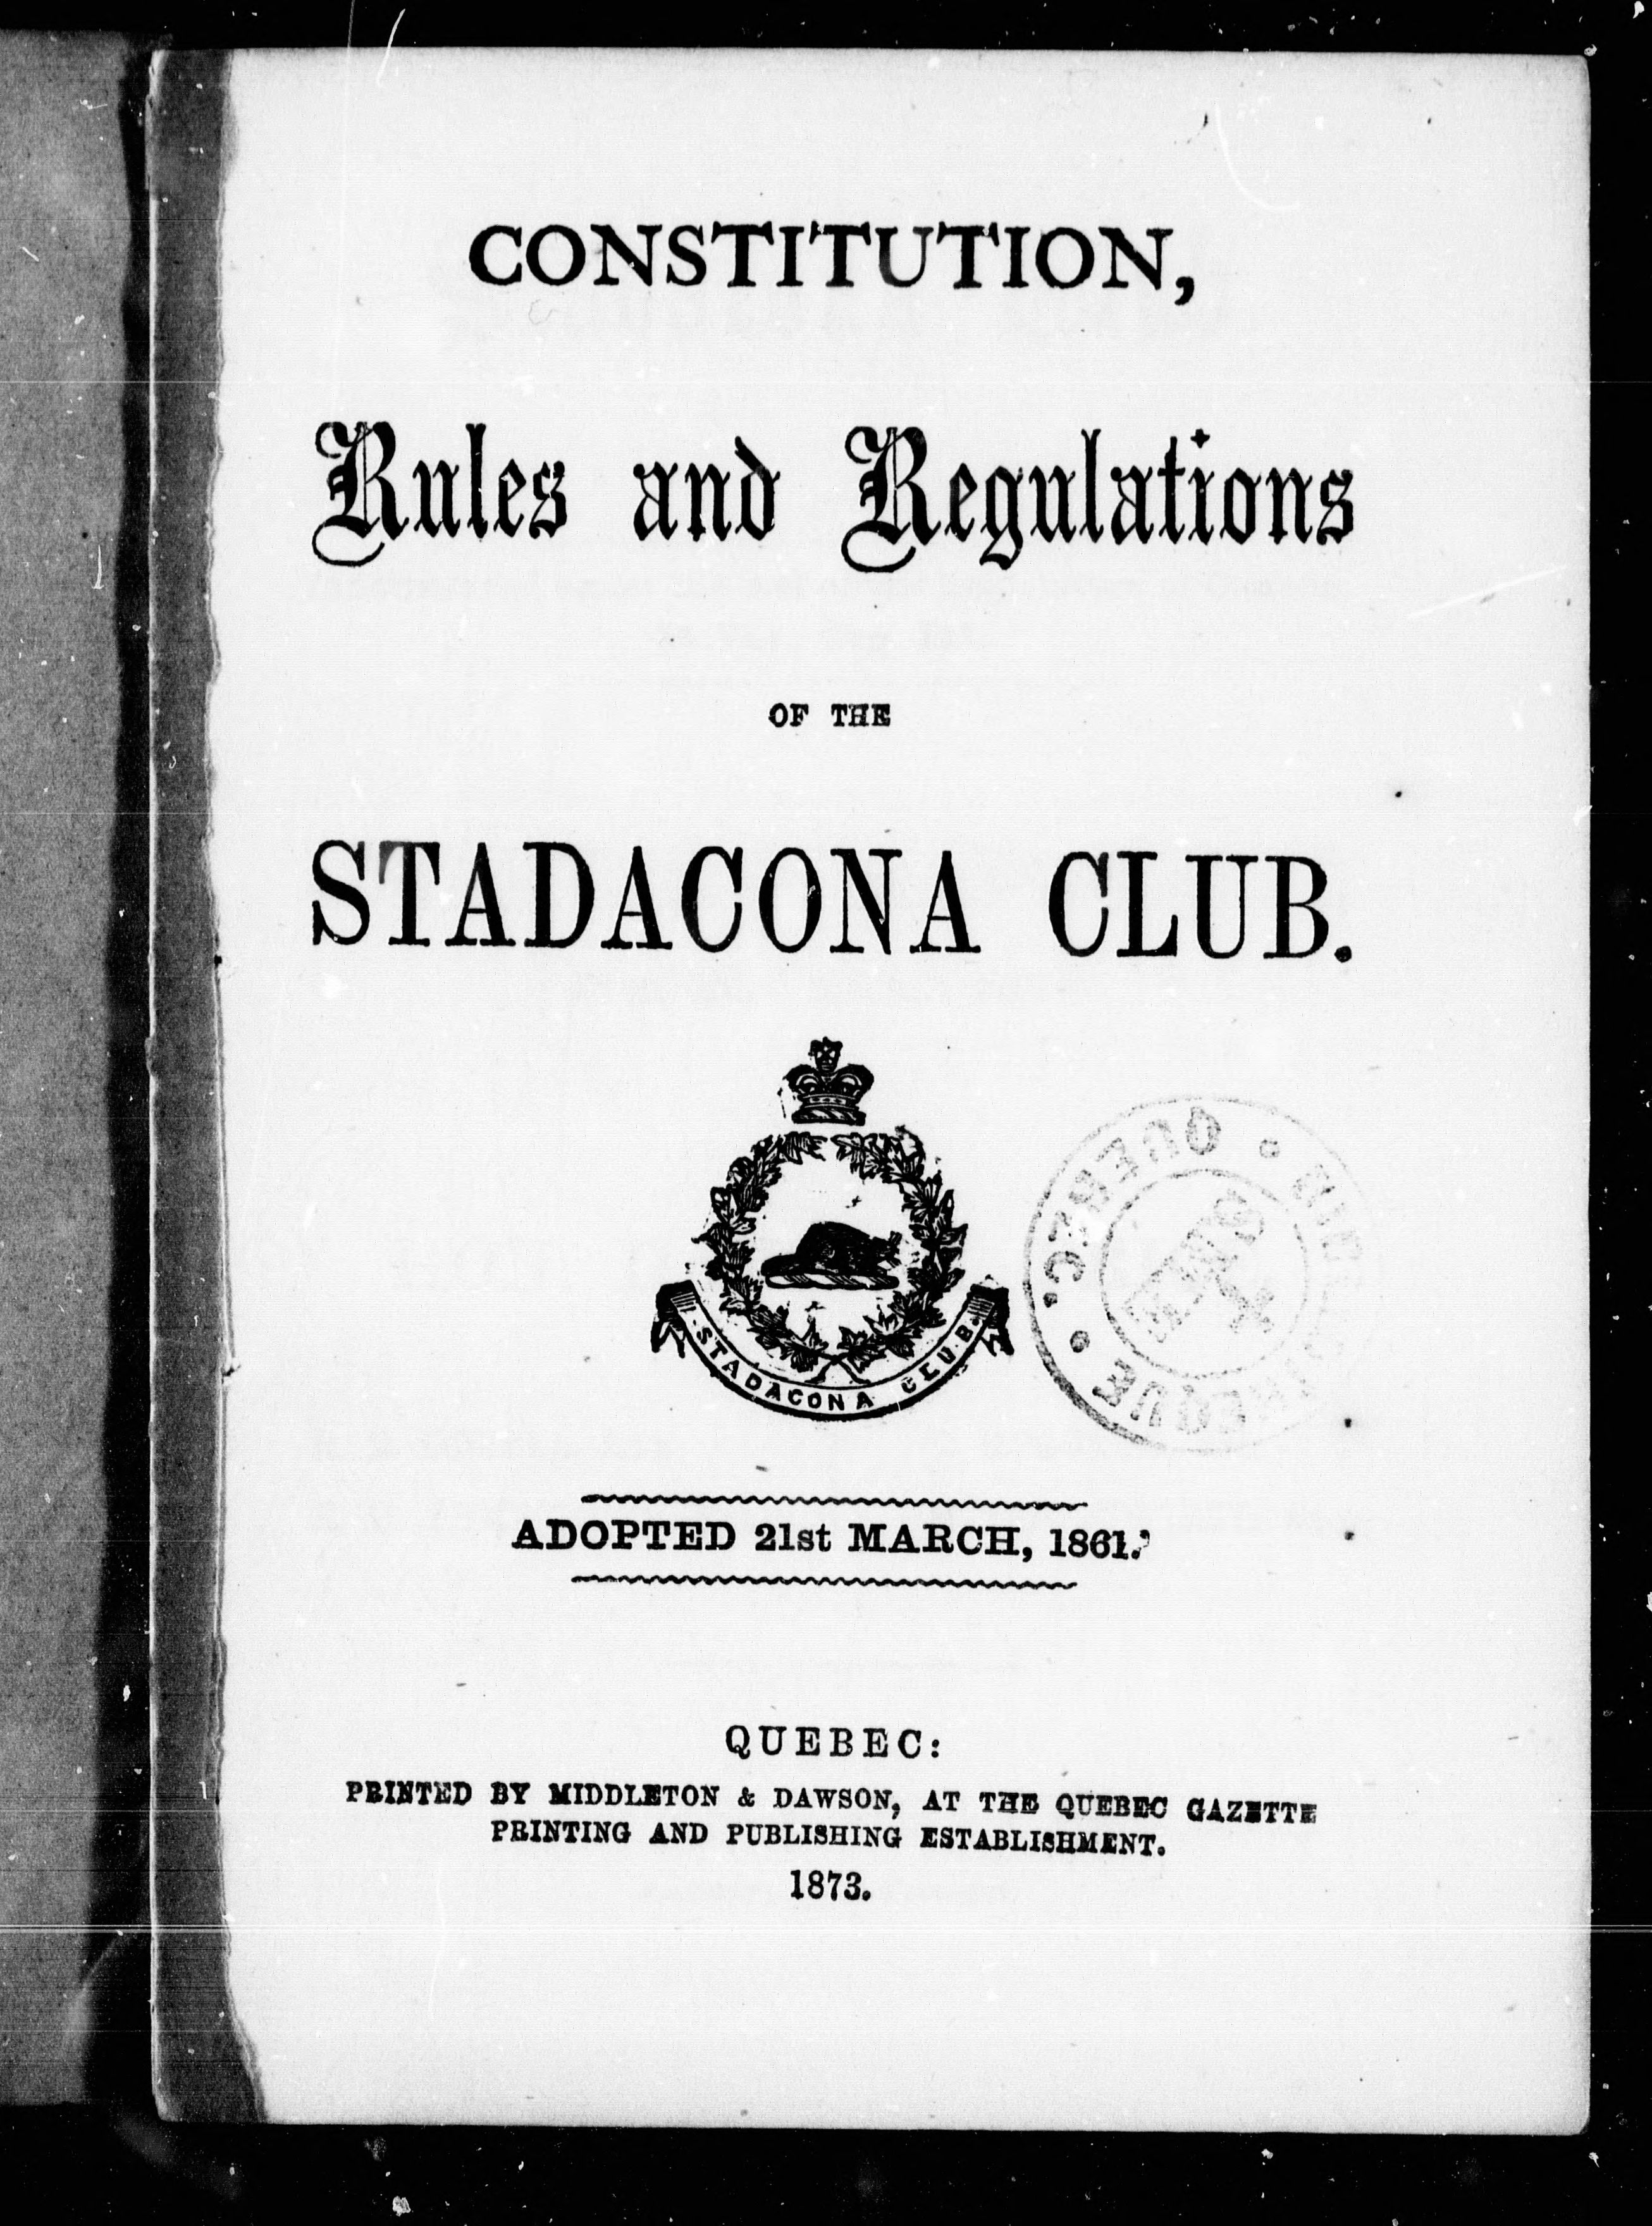 CONSTITUTION,
Rules and Regulations
OF THE
STADACONA CLUB.
STADACONA CLUB.
QUEBEC
ADOPTED 21st MARCH, 1861.
QUEBEC:
PRINTED BY MIDDLETON & DAWSON, AT THE QUEBEC GAZETTE
PRINTING AND PUBLISHING ESTABLISHMENT.
1873.